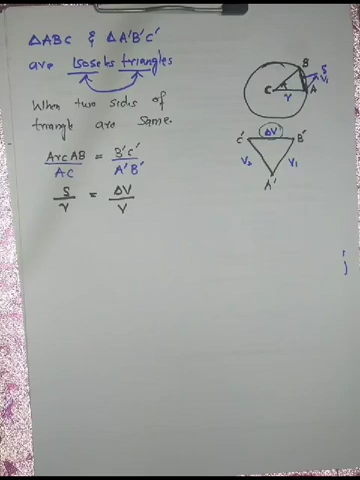 ΔABC & ΔA'B'C'
are Isosels triangles
When two sides of
triangle are same.
Arc AB / AC = B'C' / A'B'
S / r = ΔV / V
B
S
V₁
C
r
A
ΔV
C'
B'
V₂
V₁
A'